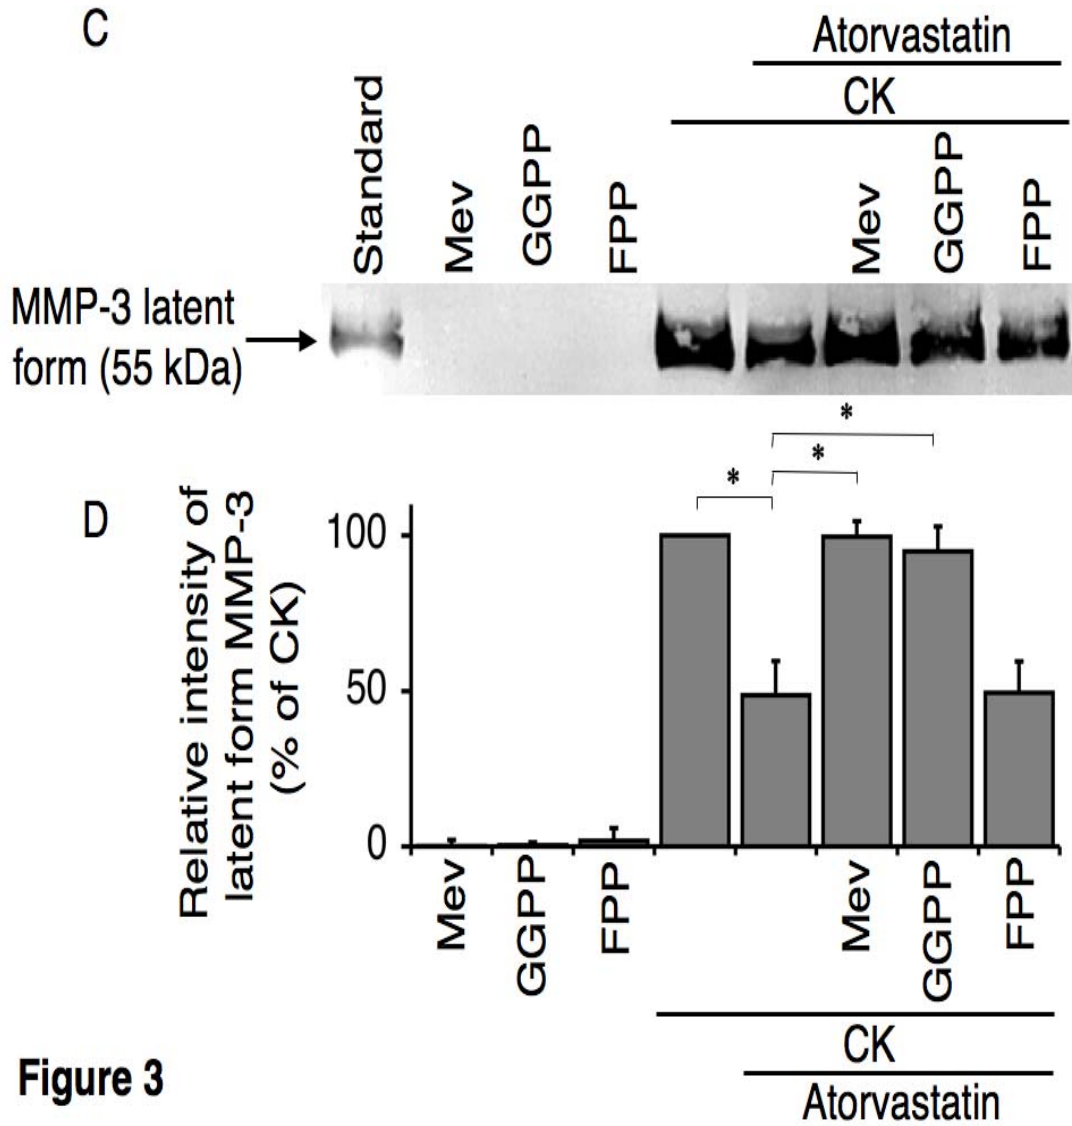 C
Atorvastatin
CK
Standard
Mev
GGPP
FPP
Mev
GGPP
FPP
MMP-3 latent
form (55 kDa)
*
*
*
D
Relative intensity of
latent form MMP-3
(% of CK)
100
50
0
Mev
GGPP
FPP
Mev
GGPP
FPP
CK
Atorvastatin
Figure 3